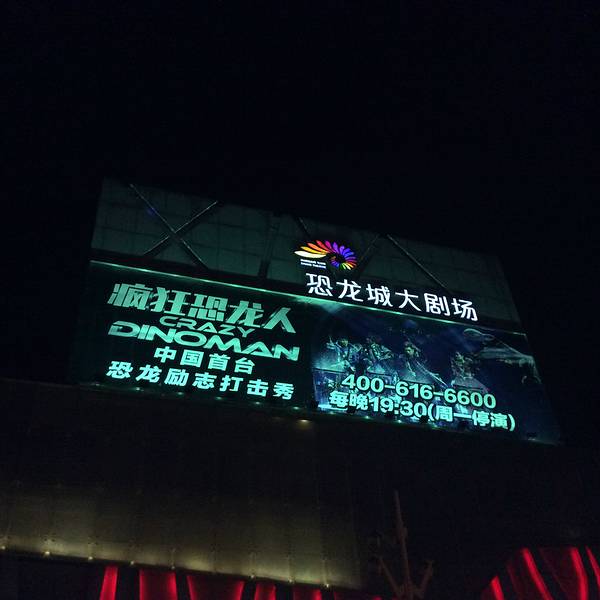 恐龙城大剧场
疯狂恐龙人
CRAZY
DINOMAN
中国首台
恐龙励志打击秀
400-616-6600
每晚19:30(周一停演)